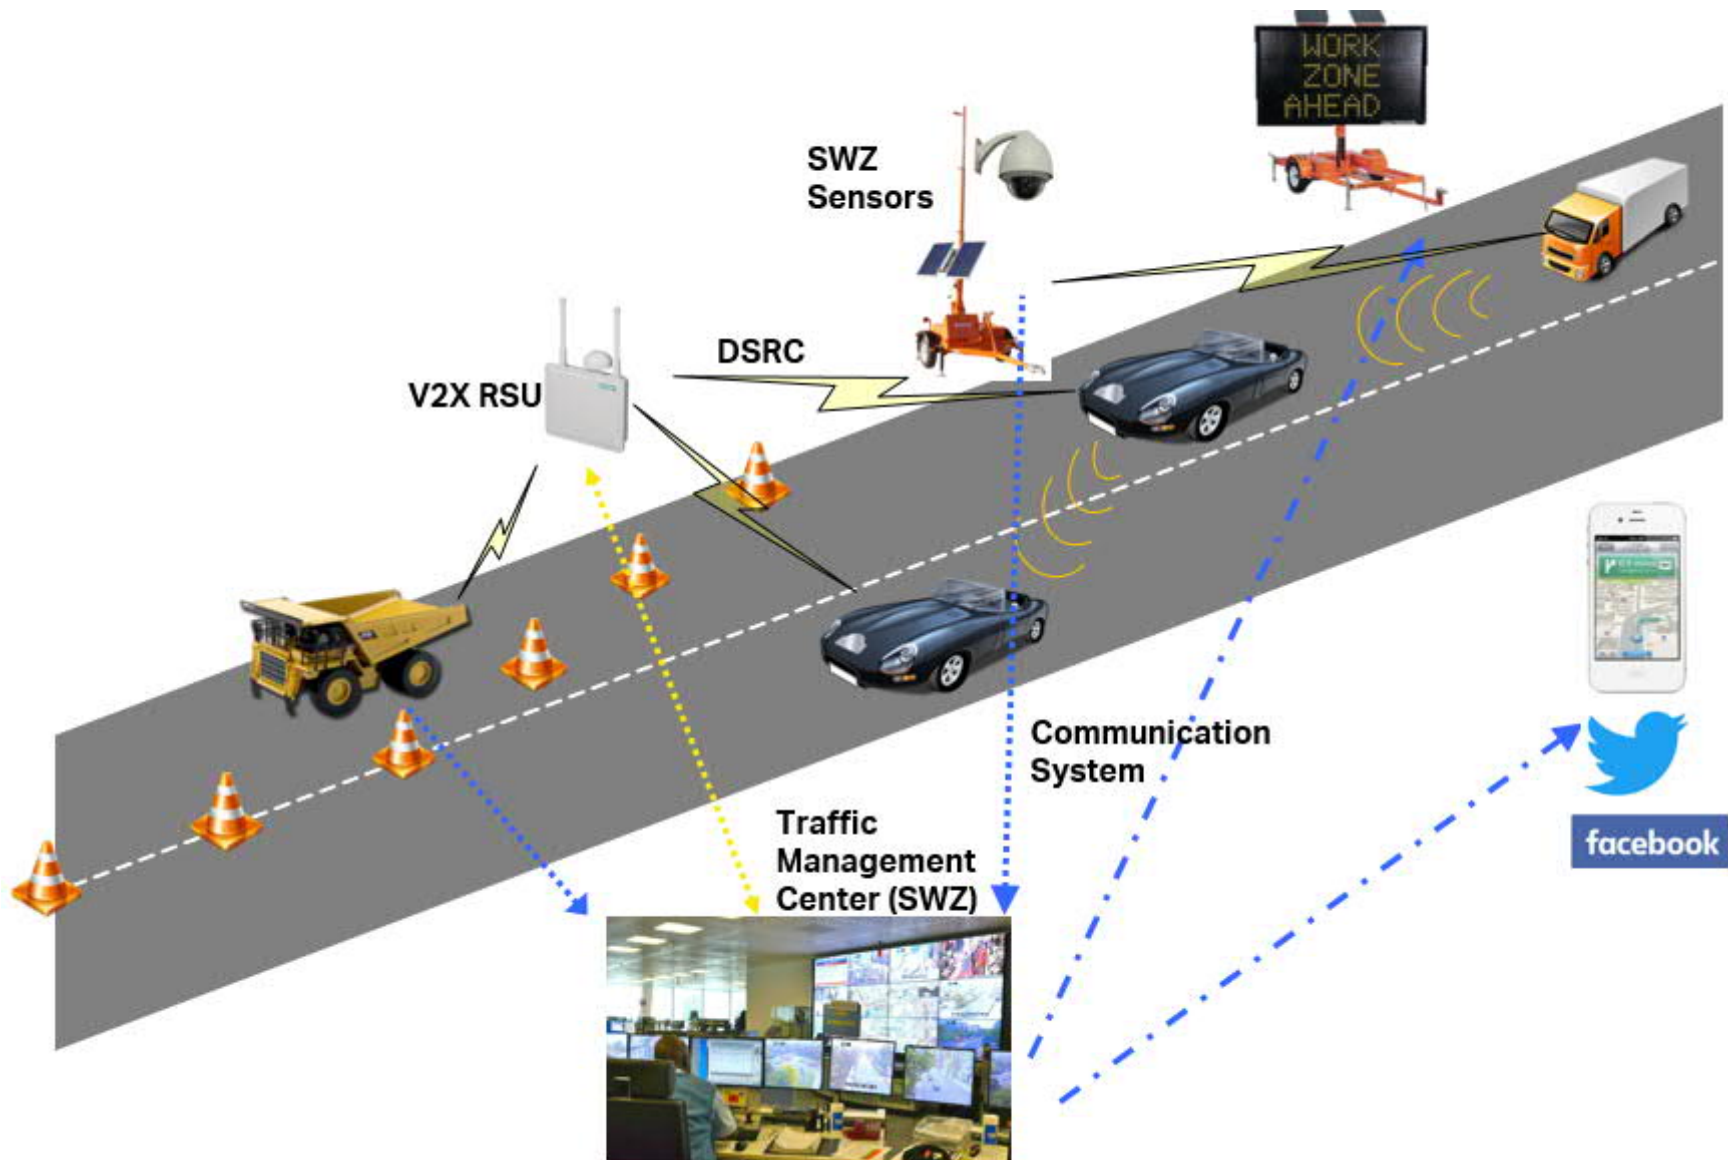 WORK
ZONE
AHEAD
SWZ
Sensors
DSRC
V2X RSU
Communication
System
Traffic
Management
Center (SWZ)
facebook